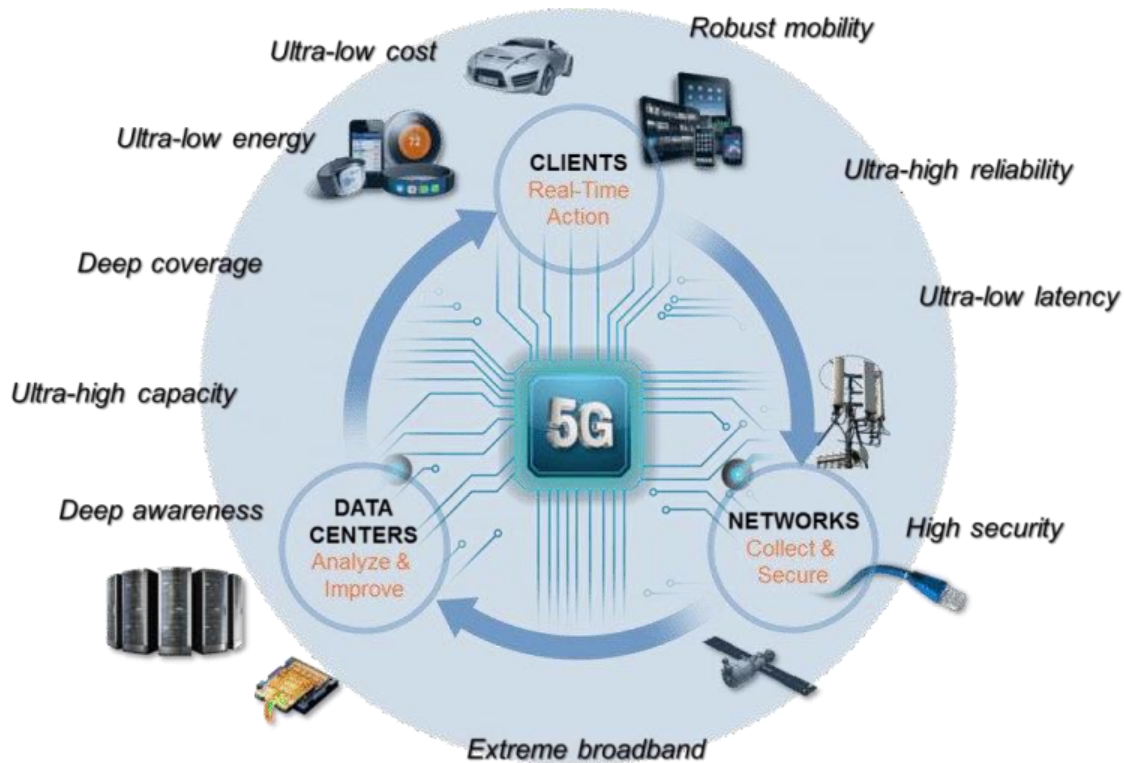 Robust mobility
Ultra-low cost
Ultra-low energy
72
CLIENTS
Real-Time
Action
Ultra-high reliability
Deep coverage
Ultra-low latency
Ultra-high capacity
5G
Deep awareness
DATA
CENTERS
Analyze &
Improve
NETWORKS
Collect &
Secure
High security
Extreme broadband